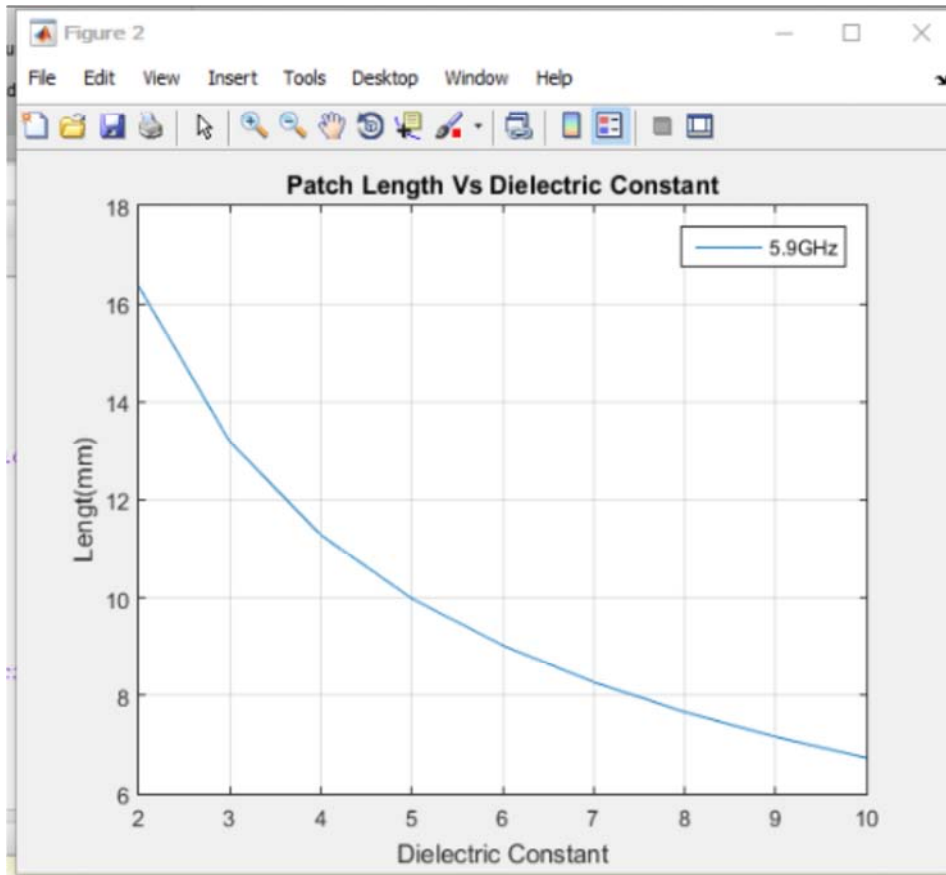 Figure 2
File Edit View Insert Tools Desktop Window Help
Patch Length Vs Dielectric Constant
5.9GHz
18
16
14
12
10
8
6
Lengt(mm)
2 3 4 5 6 7 8 9 10
Dielectric Constant